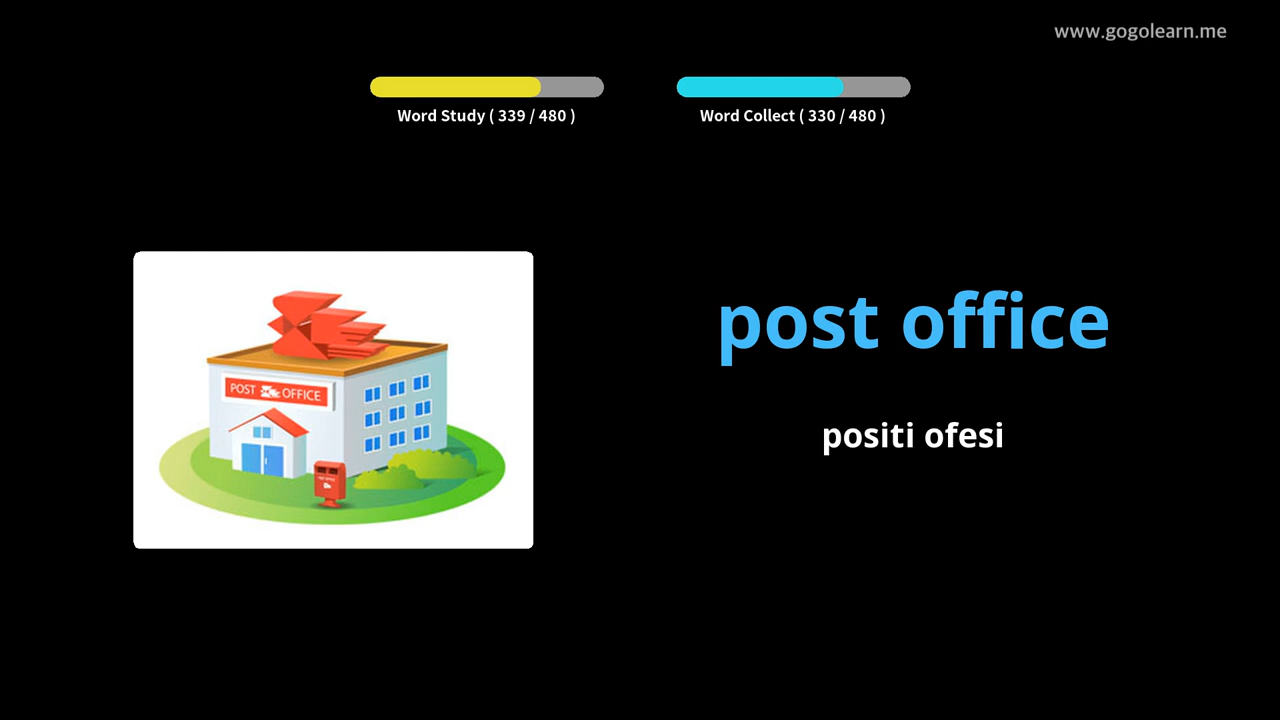 www.gogolearn.me
Word Study ( 339 / 480 )
Word Collect ( 330 / 480 )
post office
POST OFFICE
positi ofesi